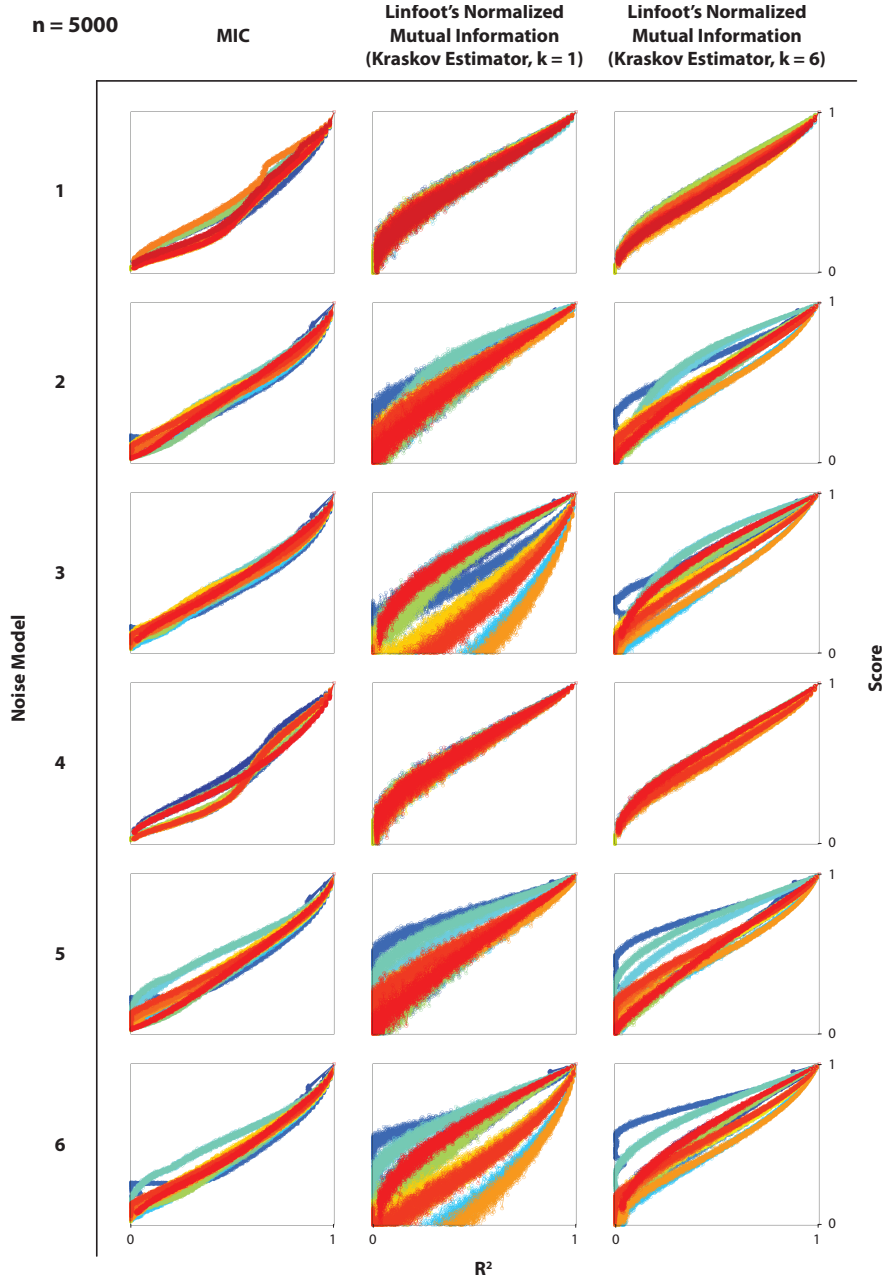 n = 5000
MIC
Linfoot's Normalized
Mutual Information
(Kraskov Estimator, k = 1)
Linfoot's Normalized
Mutual Information
(Kraskov Estimator, k = 6)
1
1
0
2
1
0
3
1
0
4
1
0
5
1
0
6
1
0
Noise Model
Score
0
1
0
1
0
1
R²